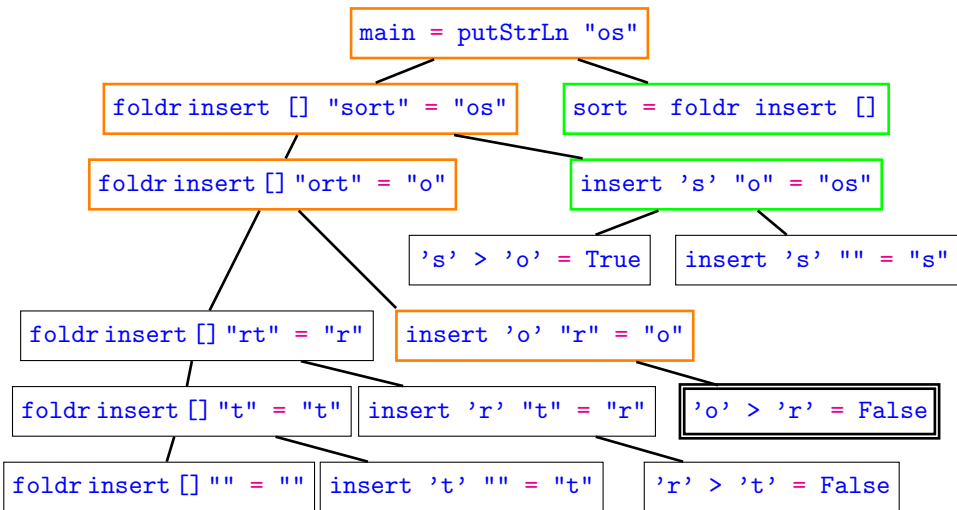 main = putStrLn "os"
foldr insert [] "sort" = "os"
sort = foldr insert []
foldr insert [] "ort" = "o"
insert 's' "o" = "os"
's' > 'o' = True
insert 's' "" = "s"
foldr insert [] "rt" = "r"
insert 'o' "r" = "o"
foldr insert [] "t" = "t"
insert 'r' "t" = "r"
'o' > 'r' = False
foldr insert [] "" = ""
insert 't' "" = "t"
'r' > 't' = False